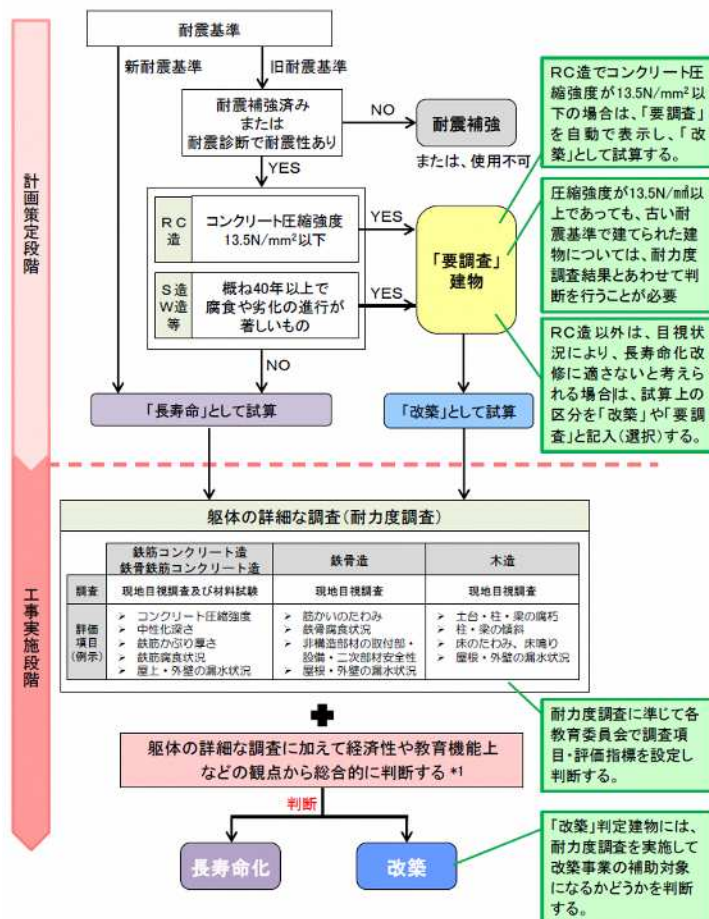 耐震基準
新耐震基準
旧耐震基準
耐震補強済み
または
耐震診断で耐震性あり
NO
耐震補強
または、使用不可
YES
RC
造
コンクリート圧縮強度
13.5N/mm²以下
YES
S造
W造
等
概ね40年以上で
腐食や劣化の進行が
著しいもの
YES
「要調査」
建物
NO
「長寿命」として試算
「改築」として試算
計画策定段階
RC造でコンクリート圧
縮強度が13.5N/mm²以
下の場合は、「要調査」
を自動で表示し、「改
築」として試算する。
圧縮強度が13.5N/㎟以
上であっても、古い耐
震基準で建てられた建
物については、耐力度
調査結果とあわせて判
断を行うことが必要
RC造以外は、目視状
況により、長寿命化改
修に適さないと考えら
れる場合は、試算上の
区分を「改築」や「要調
査」と記入(選択)する。
工事実施段階
躯体の詳細な調査(耐力度調査)
鉄筋コンクリート造
鉄骨鉄筋コンクリート造
鉄骨造
木造
調査
現地目視調査及び材料試験
現地目視調査
現地目視調査
評価
項目
(例示)
➢ コンクリート圧縮強度
➢ 中性化深さ
➢ 鉄筋かぶり厚さ
➢ 鉄筋腐食状況
➢ 屋上・外壁の漏水状況
➢ 筋かいのたわみ
➢ 鉄骨腐食状況
➢ 非構造部材の取付部・
設備・二次部材安全性
➢ 屋根・外壁の漏水状況
➢ 土台・柱・梁の腐朽
➢ 柱・梁の傾斜
➢ 床のたわみ、床鳴り
➢ 屋根・外壁の漏水状況
耐力度調査に準じて各
教育委員会で調査項
目・評価指標を設定し
判断する。
躯体の詳細な調査に加えて経済性や教育機能上
などの観点から総合的に判断する *1
判断
長寿命化
改築
「改築」判定建物には、
耐力度調査を実施して
改築事業の補助対象
になるかどうかを判断
する。